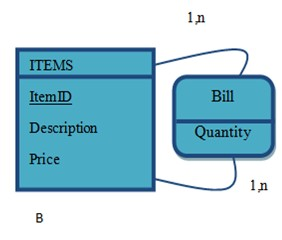 1,n
ITEMS
ItemID
Description
Price
Bill
Quantity
1,n
B